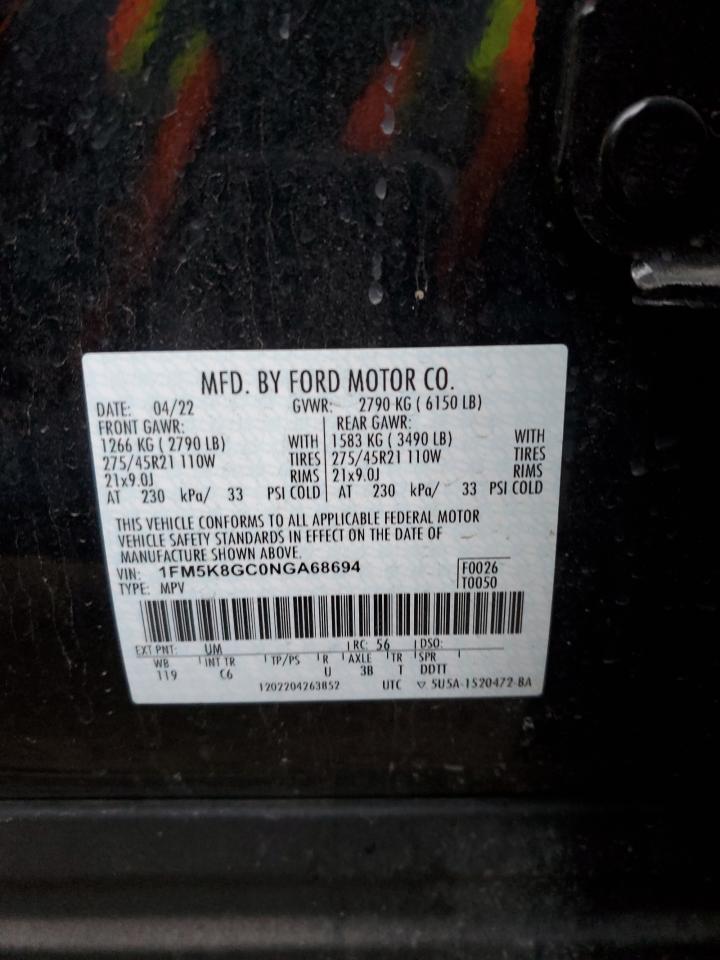 MFD. BY FORD MOTOR CO.
DATE: 04/22 GVWR: 2790 KG ( 6150 LB)
FRONT GAWR: REAR GAWR:
1266 KG ( 2790 LB) WITH 1583 KG ( 3490 LB) WITH
275/45R21 110W TIRES 275/45R21 110W TIRES
21x9.0J RIMS 21x9.0J RIMS
AT 230 kPa/ 33 PSI COLD AT 230 kPa/ 33 PSI COLD
THIS VEHICLE CONFORMS TO ALL APPLICABLE FEDERAL MOTOR
VEHICLE SAFETY STANDARDS IN EFFECT ON THE DATE OF
MANUFACTURE SHOWN ABOVE.
VIN: 1FM5K8GC0NGA68694 F0026
TYPE: MPV T0050
EXT PNT: UM RC: 56 DSO:
WB INT TR TP/PS R AXLE TR SPR
119 C6 U 3B T DDTT
1202204263852 UTC ▽ 5U5A-1520472-BA